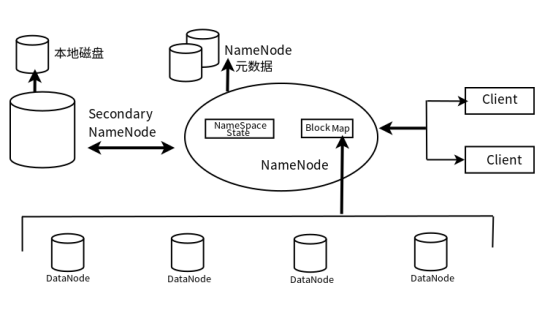 本地磁盘
NameNode
元数据
Secondary
NameNode
NameSpace
State
Block Map
NameNode
Client
Client
DataNode
DataNode
DataNode
DataNode